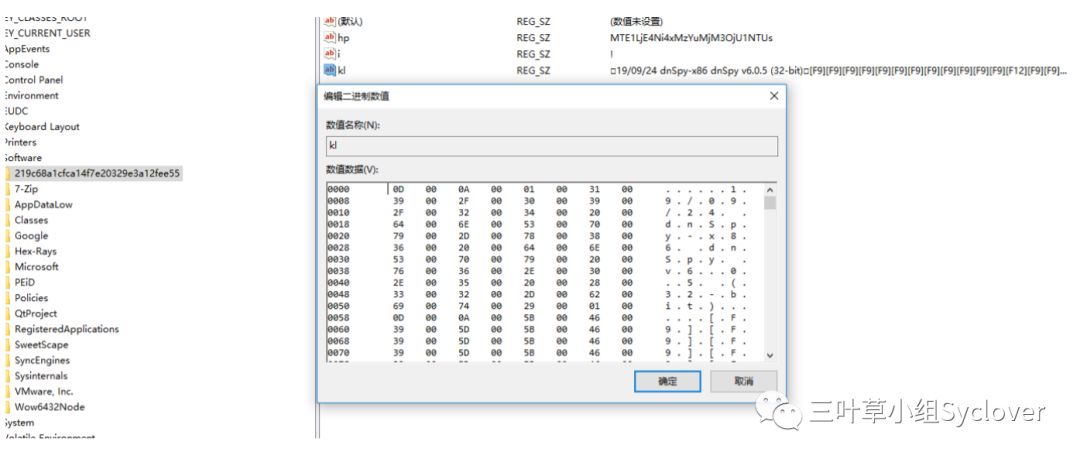 EY_CLASSES_ROOT
EY_CURRENT_USER
AppEvents
Console
Control Panel
Environment
EUDC
Keyboard Layout
Printers
Software
219c68a1cfca14f7e20329e3a12fee55
7-Zip
AppDataLow
Classes
Google
Hex-Rays
Microsoft
PEiD
Policies
QtProject
RegisteredApplications
SweetScape
SyncEngines
Sysinternals
VMware, Inc.
Wow6432Node
System
Volatile Environment
ab (默认) REG_SZ (数值未设置)
ab hp REG_SZ MTE1LjE4Ni4xMzYuMjM3OjU1NTUs
ab i REG_SZ !
ab kl REG_SZ □19/09/24 dnSpy-x86 dnSpy v6.0.5 (32-bit)□[F9][F9][F9][F9][F9][F9][F9][F9][F9][F9][F9][F9][F9][F12][F9][F9]...
编辑二进制数值
数值名称(N):
kl
数值数据(V):
0000 0D 00 0A 00 01 00 31 00 ......1.
0008 39 00 2F 00 30 00 39 00 9./.0.9.
0010 2F 00 32 00 34 00 20 00 /.2.4. .
0018 64 00 6E 00 53 00 70 00 d.n.S.p.
0020 79 00 2D 00 78 00 38 00 y.-.x.8.
0028 36 00 20 00 64 00 6E 00 6. .d.n.
0030 53 00 70 00 79 00 20 00 S.p.y. .
0038 76 00 36 00 2E 00 30 00 v.6...0.
0040 2E 00 35 00 20 00 28 00 ..5. .(.
0048 33 00 32 00 2D 00 62 00 3.2.-.b.
0050 69 00 74 00 29 00 01 00 i.t.)...
0058 0D 00 0A 00 5B 00 46 00 ....[.F.
0060 39 00 5D 00 5B 00 46 00 9.].[.F.
0068 39 00 5D 00 5B 00 46 00 9.].[.F.
0070 39 00 5D 00 5B 00 46 00 9.].[.F.
确定 取消
三叶草小组Syclover